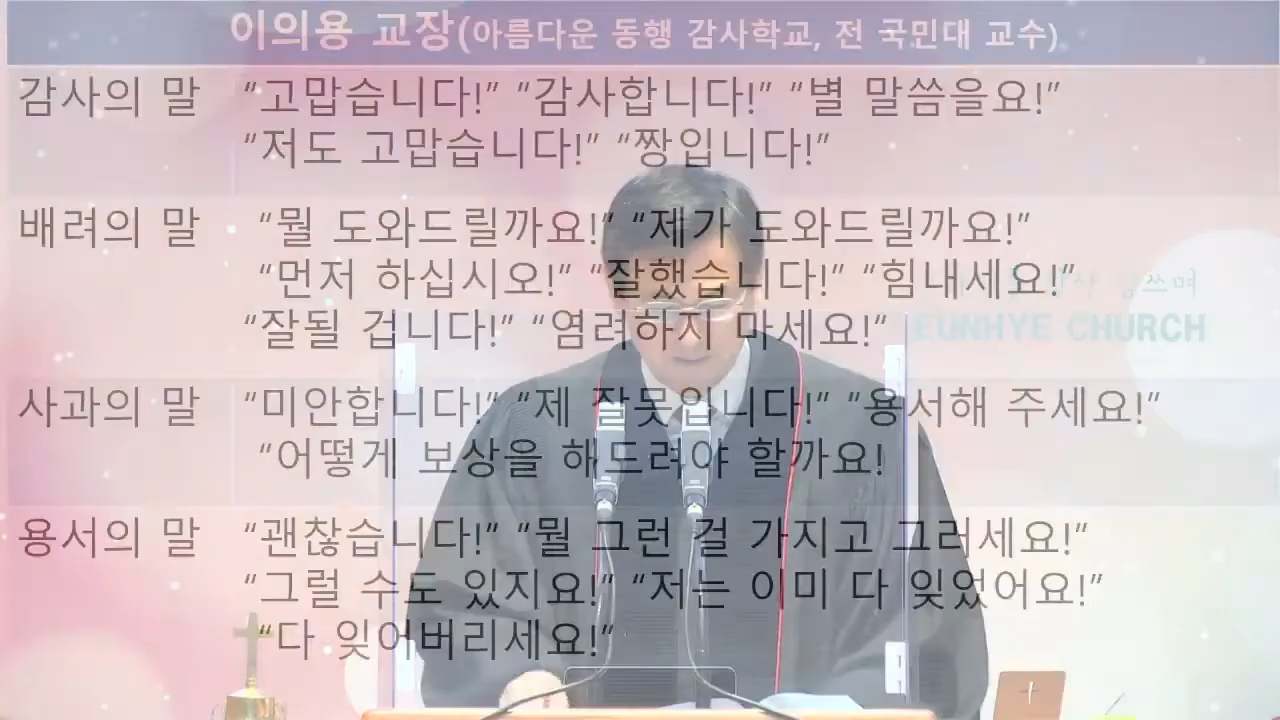 이의용 교장(아름다운 동행 감사학교, 전 국민대 교수)
감사의 말 “고맙습니다!” “감사합니다!” “별 말씀을요!”
“저도 고맙습니다!” “짱입니다!”
배려의 말 “뭘 도와드릴까요!” “제가 도와드릴까요!”
“먼저 하십시오!” “잘했습니다!” “힘내세요!”
“잘될 겁니다!” “염려하지 마세요!”
사과의 말 “미안합니다!” “제 잘못입니다!” “용서해 주세요!”
“어떻게 보상을 해드려야 할까요!
용서의 말 “괜찮습니다!” “뭘 그런 걸 가지고 그러세요!”
“그럴 수도 있지요!” “저는 이미 다 잊었어요!”
“다 잊어버리세요!”
EUNHYE CHURCH